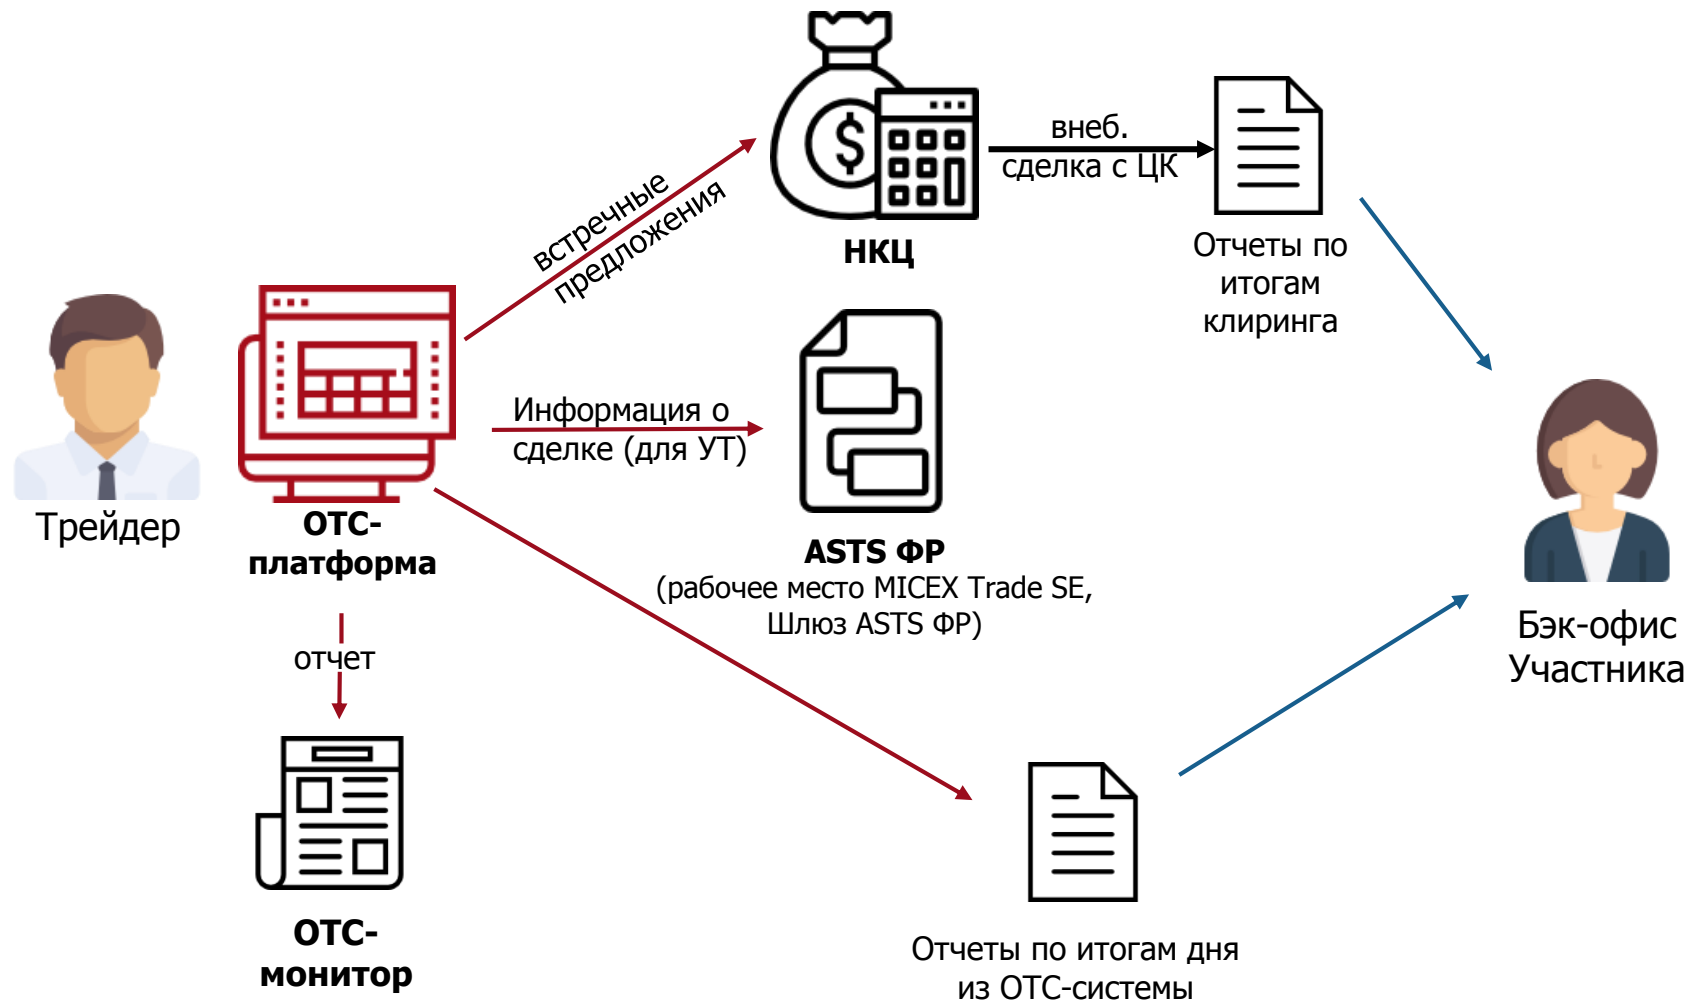 внеб.
сделка с ЦК
встречные
предложения
НКЦ
Отчеты по
итогам
клиринга
Информация о
сделке (для УТ)
Трейдер
ОТС-
платформа
ASTS ФР
(рабочее место MICEX Trade SE,
Шлюз ASTS ФР)
отчет
Бэк-офис
Участника
ОТС-
монитор
Отчеты по итогам дня
из ОТС-системы